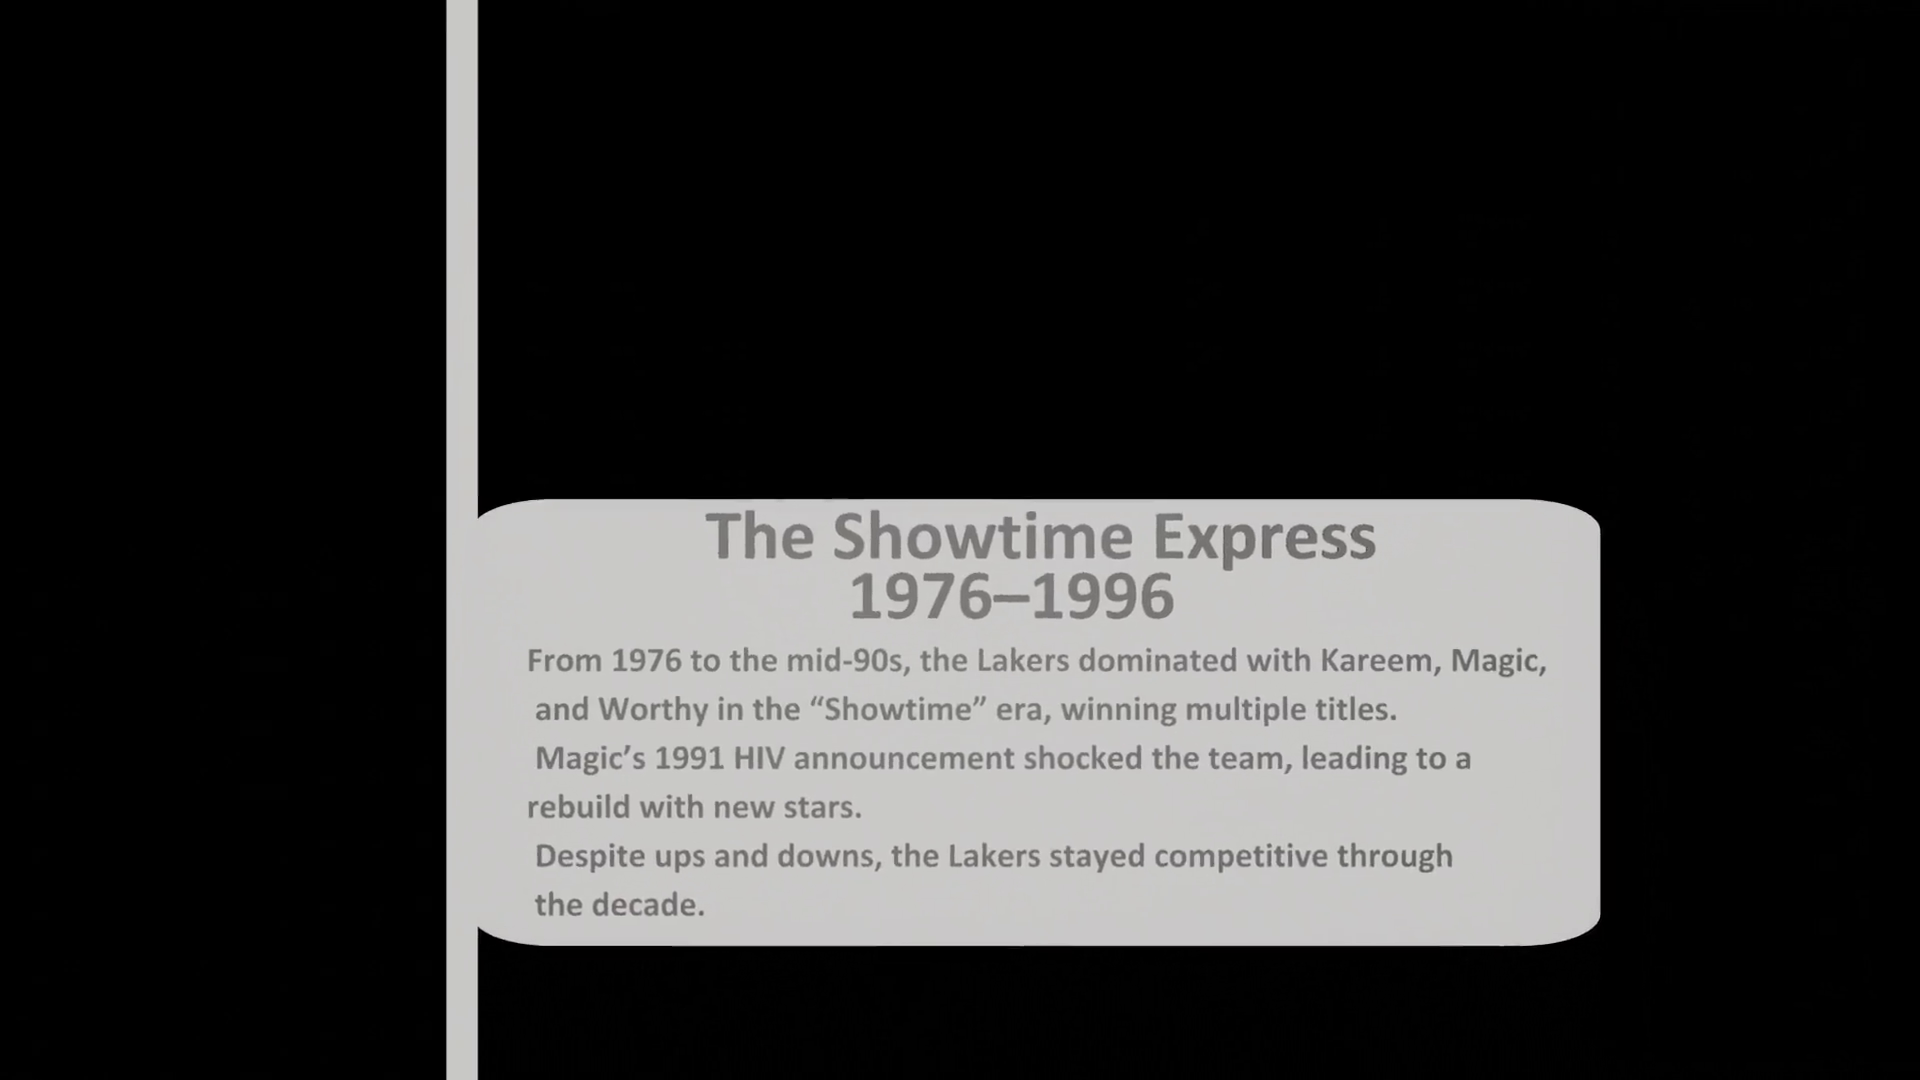 The Showtime Express
1976–1996
From 1976 to the mid-90s, the Lakers dominated with Kareem, Magic,
and Worthy in the “Showtime” era, winning multiple titles.
Magic’s 1991 HIV announcement shocked the team, leading to a
rebuild with new stars.
Despite ups and downs, the Lakers stayed competitive through
the decade.